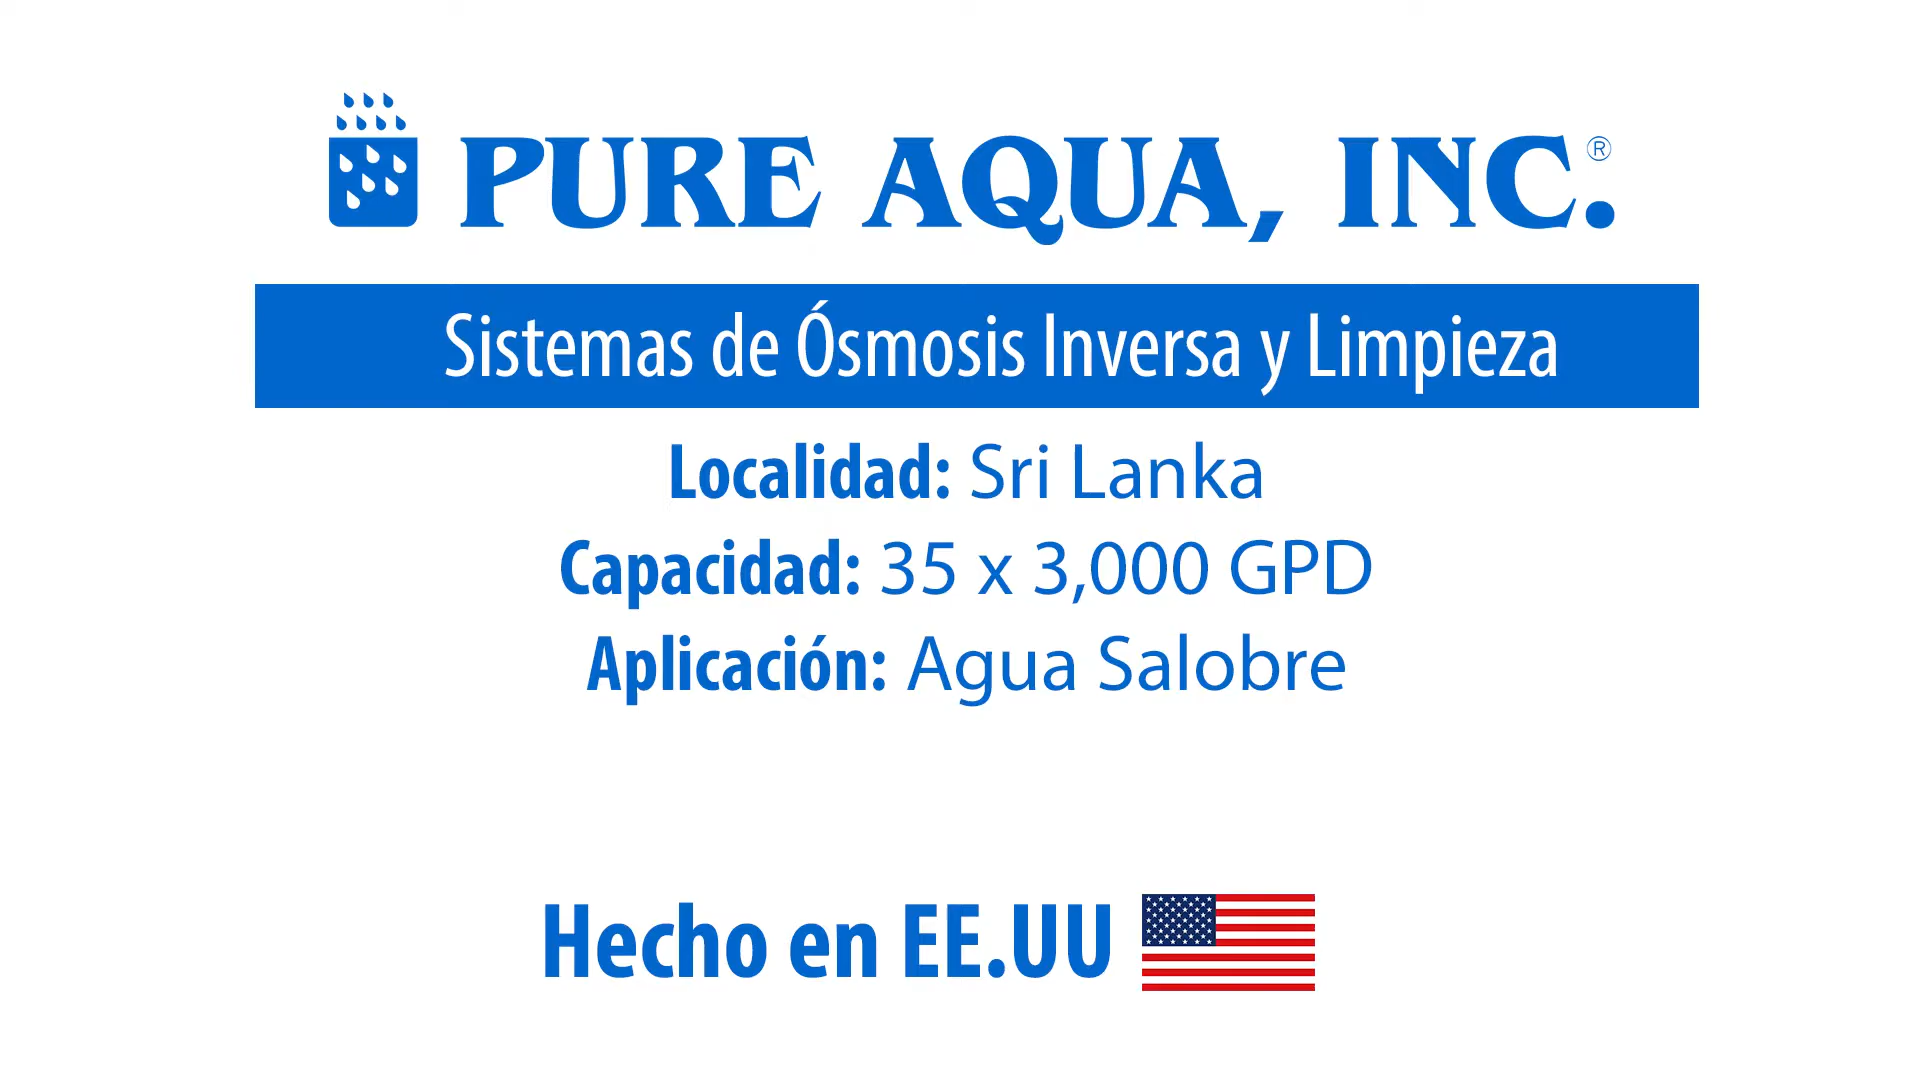 PURE AQUA, INC.®
Sistemas de Ósmosis Inversa y Limpieza
Localidad: Sri Lanka
Capacidad: 35 x 3,000 GPD
Aplicación: Agua Salobre
Hecho en EE.UU